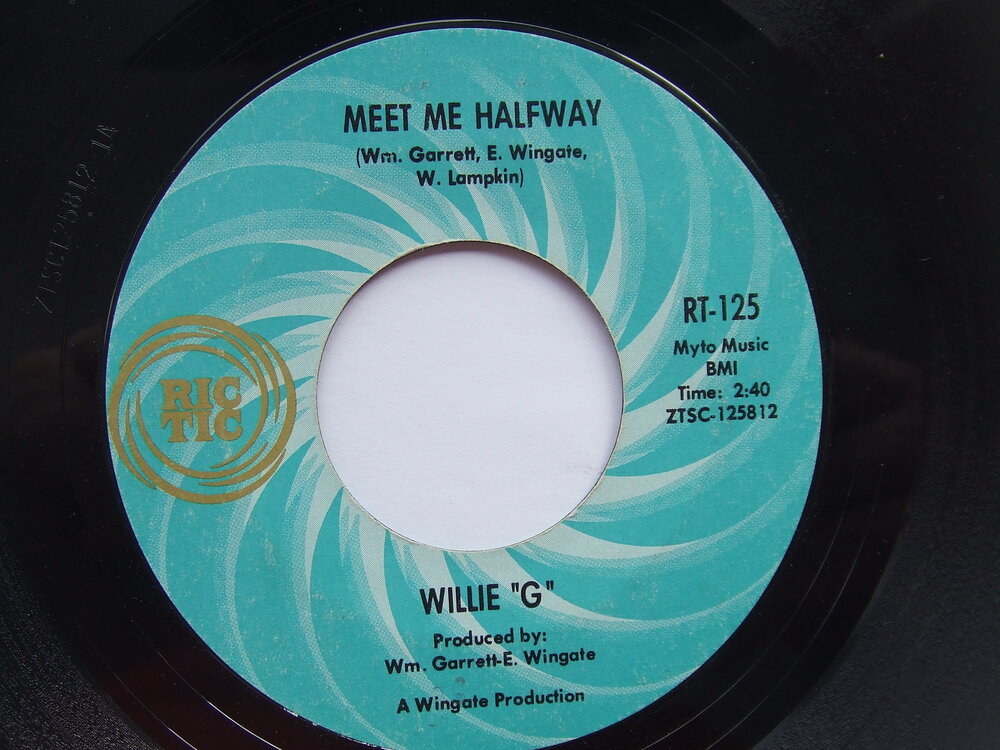 MEET ME HALFWAY
(Wm. Garrett, E. Wingate,
W. Lampkin)
RT-125
Myto Music
BMI
Time: 2:40
ZTSC-125812
RIC
TIC
WILLIE "G"
Produced by:
Wm. Garrett-E. Wingate
A Wingate Production
ZTSC125812 1A